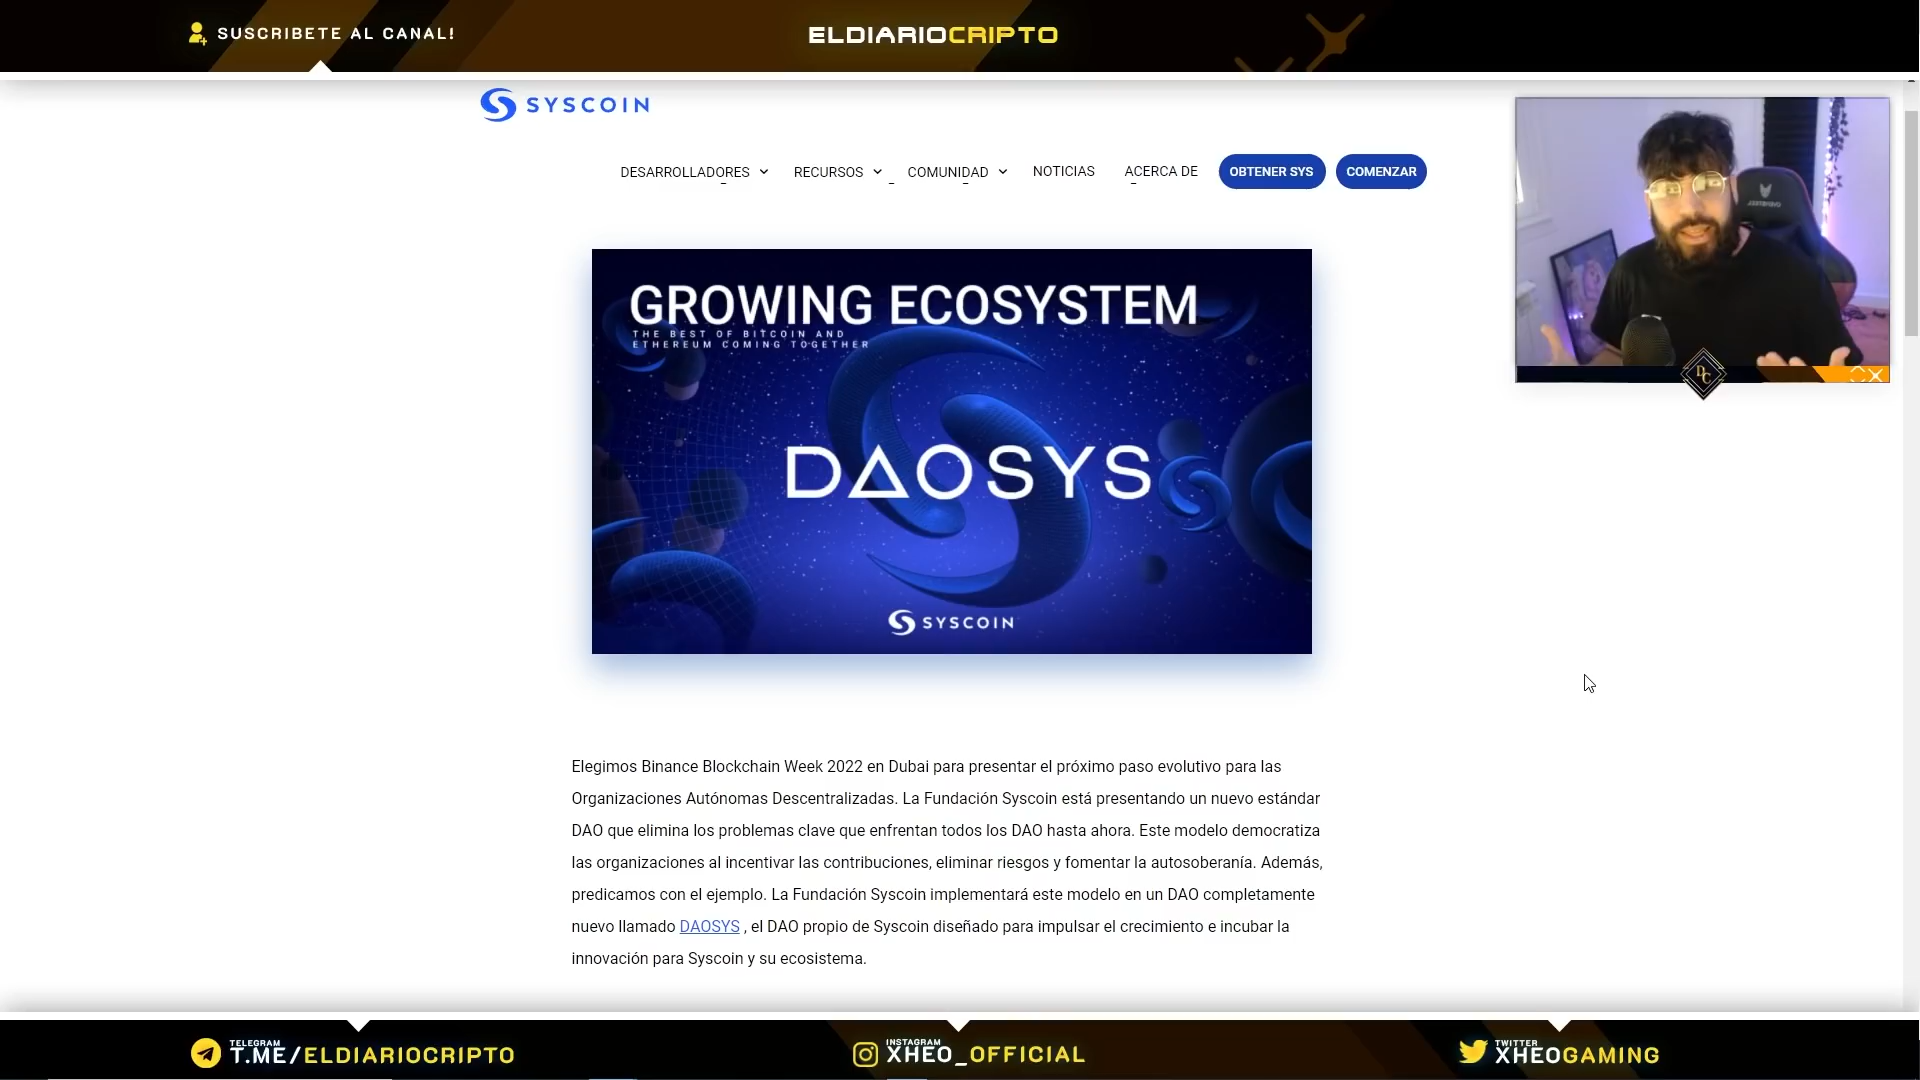 SUSCRIBETE AL CANAL!
ELDIARIOCRIPTO
SYSCOIN
DESARROLLADORES
RECURSOS
COMUNIDAD
NOTICIAS
ACERCA DE
OBTENER SYS
COMENZAR
GROWING ECOSYSTEM
THE BEST OF BITCOIN AND
ETHEREUM COMING TOGETHER
DAOSYS
SYSCOIN
DC
Elegimos Binance Blockchain Week 2022 en Dubai para presentar el próximo paso evolutivo para las
Organizaciones Autónomas Descentralizadas. La Fundación Syscoin está presentando un nuevo estándar
DAO que elimina los problemas clave que enfrentan todos los DAO hasta ahora. Este modelo democratiza
las organizaciones al incentivar las contribuciones, eliminar riesgos y fomentar la autosoberanía. Además,
predicamos con el ejemplo. La Fundación Syscoin implementará este modelo en un DAO completamente
nuevo llamado DAOSYS , el DAO propio de Syscoin diseñado para impulsar el crecimiento e incubar la
innovación para Syscoin y su ecosistema.
TELEGRAM
T.ME/ELDIARIOCRIPTO
INSTAGRAM
XHEO_OFFICIAL
TWITTER
XHEOGAMING